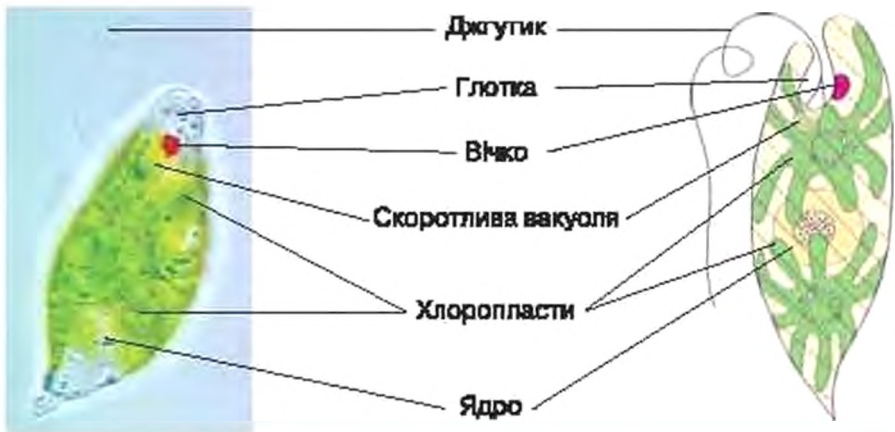 Джгутик
Глотка
Вічко
Скоротлива вакуоля
Хлоропласти
Ядро